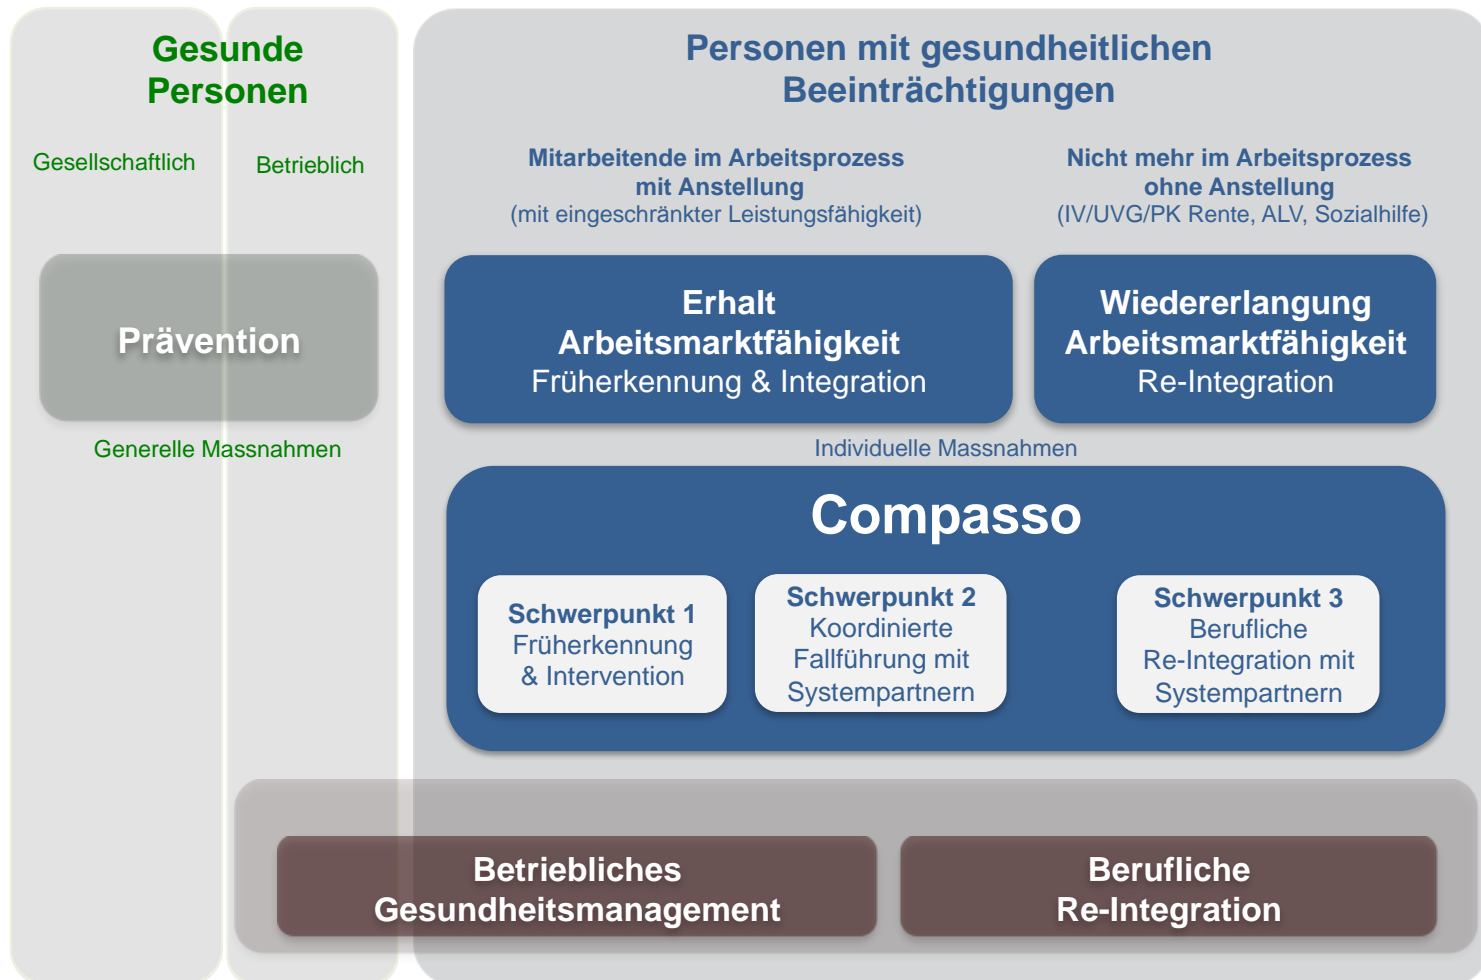 Gesunde
Personen
Gesellschaftlich
Betrieblich
Prävention
Generelle Massnahmen
Personen mit gesundheitlichen
Beeinträchtigungen
Mitarbeitende im Arbeitsprozess
mit Anstellung
(mit eingeschränkter Leistungsfähigkeit)
Nicht mehr im Arbeitsprozess
ohne Anstellung
(IV/UVG/PK Rente, ALV, Sozialhilfe)
Erhalt
Arbeitsmarktfähigkeit
Früherkennung & Integration
Wiedererlangung
Arbeitsmarktfähigkeit
Re-Integration
Individuelle Massnahmen
Compasso
Schwerpunkt 1
Früherkennung
& Intervention
Schwerpunkt 2
Koordinierte
Fallführung mit
Systempartnern
Schwerpunkt 3
Berufliche
Re-Integration mit
Systempartnern
Betriebliches
Gesundheitsmanagement
Berufliche
Re-Integration